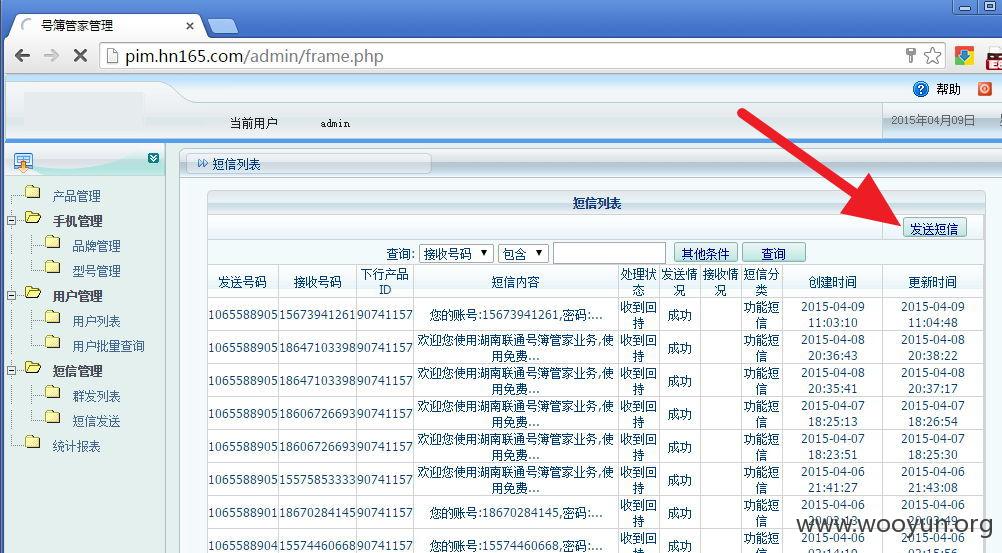 号簿管家管理
pim.hn165.com/admin/frame.php
帮助
当前用户 admin
2015年04月09日
短信列表
产品管理
手机管理
品牌管理
型号管理
用户管理
用户列表
用户批量查询
短信管理
群发列表
短信发送
统计报表
短信列表
发送短信
查询: 接收号码 包含 其他条件 查询
发送号码 接收号码 下行产品ID 短信内容 处理状态 发送情况 接收情况 短信分类 创建时间 更新时间
1065588905 15673941261 90741157 您的账号:15673941261,密码:... 收到回持 成功 功能短信 2015-04-09 11:03:10 2015-04-09 11:04:48
1065588905 18647103398 90741157 欢迎您使用湖南联通号簿管家业务,使用免费... 收到回持 成功 功能短信 2015-04-08 20:36:43 2015-04-08 20:38:22
1065588905 18647103398 90741157 欢迎您使用湖南联通号簿管家业务,使用免费... 收到回持 成功 功能短信 2015-04-08 20:35:41 2015-04-08 20:37:17
1065588905 18606726693 90741157 欢迎您使用湖南联通号簿管家业务,使用免费... 收到回持 成功 功能短信 2015-04-07 18:25:13 2015-04-07 18:26:54
1065588905 18606726693 90741157 欢迎您使用湖南联通号簿管家业务,使用免费... 收到回持 成功 功能短信 2015-04-07 18:23:51 2015-04-07 18:25:30
1065588905 15575853333 90741157 欢迎您使用湖南联通号簿管家业务,使用免费... 收到回持 成功 功能短信 2015-04-06 21:41:27 2015-04-06 21:43:08
1065588901 18670284145 90741157 您的账号:18670284145,密码:... 收到回持 成功 功能短信 2015-04-06 20:02:13 2015-04-06 20:03:49
1065588905 15574460668 90741157 您的账号:15574460668,密码:... 收到回持 成功 功能短信 2015-04-06 2015-04-06
www.wooyun.org